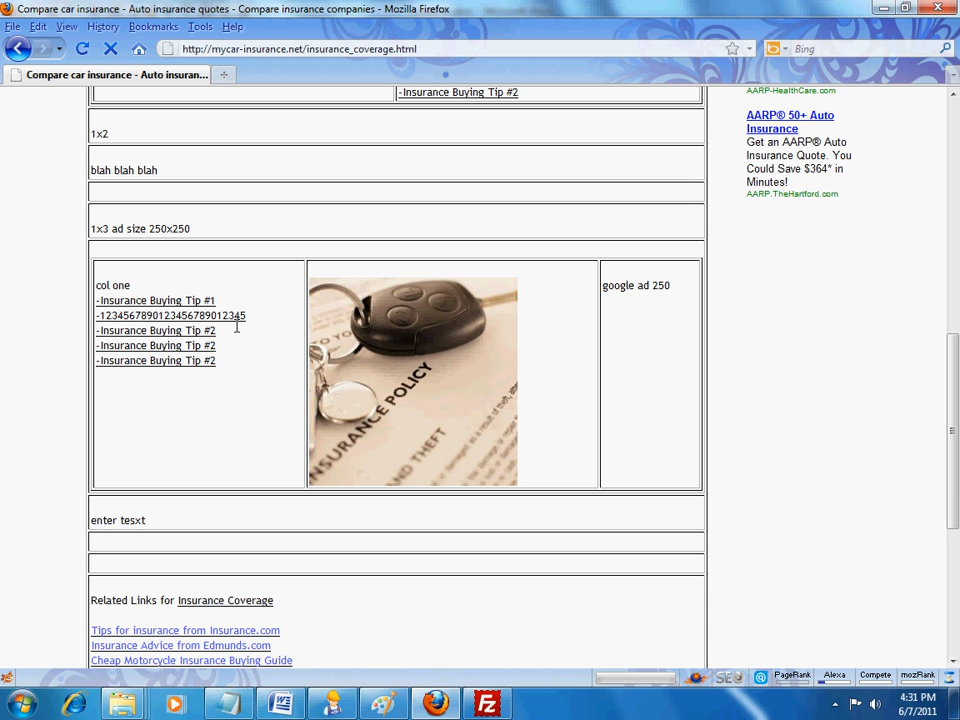 Compare car insurance - Auto insurance quotes - Compare insurance companies - Mozilla Firefox
File Edit View History Bookmarks Tools Help
http://mycar-insurance.net/insurance_coverage.html
Bing
Compare car insurance - Auto insuran...
-Insurance Buying Tip #2
AARP-HealthCare.com
1x2
AARP® 50+ Auto
Insurance
Get an AARP® Auto
Insurance Quote. You
Could Save $364* in
Minutes!
AARP.TheHartford.com
blah blah blah
1x3 ad size 250x250
col one
-Insurance Buying Tip #1
-1234567890123456789012345
-Insurance Buying Tip #2
-Insurance Buying Tip #2
-Insurance Buying Tip #2
INSURANCE POLICY
AND THEFT
google ad 250
enter tesxt
Related Links for Insurance Coverage
Tips for insurance from Insurance.com
Insurance Advice from Edmunds.com
Cheap Motorcycle Insurance Buying Guide
PageRank Alexa Compete mozRank
4:31 PM
6/7/2011